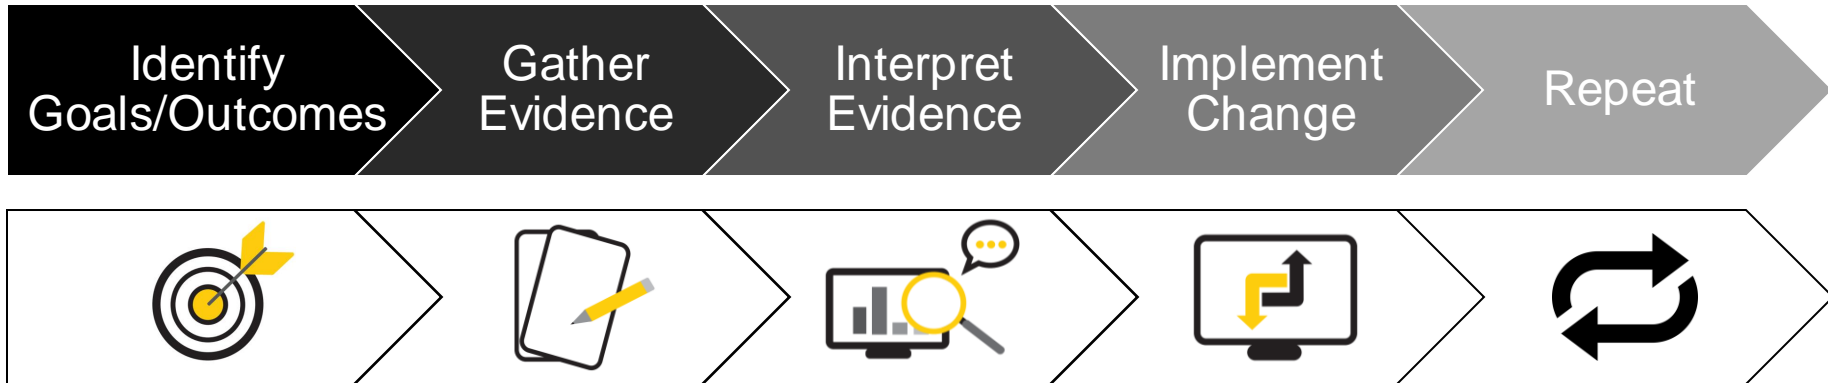 Identify
Goals/Outcomes
Gather
Evidence
Interpret
Evidence
Implement
Change
Repeat